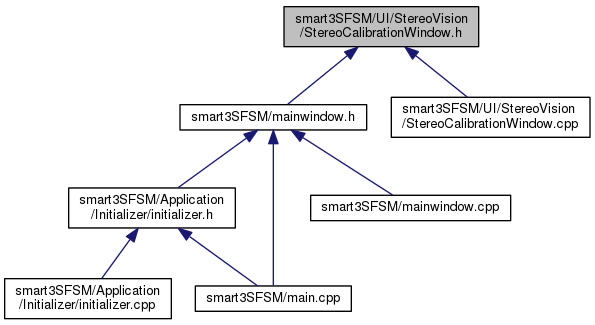 smart3SFSM/UI/StereoVision
/StereoCalibrationWindow.h
smart3SFSM/mainwindow.h
smart3SFSM/UI/StereoVision
/StereoCalibrationWindow.cpp
smart3SFSM/Application
/Initializer/initializer.h
smart3SFSM/mainwindow.cpp
smart3SFSM/Application
/Initializer/initializer.cpp
smart3SFSM/main.cpp